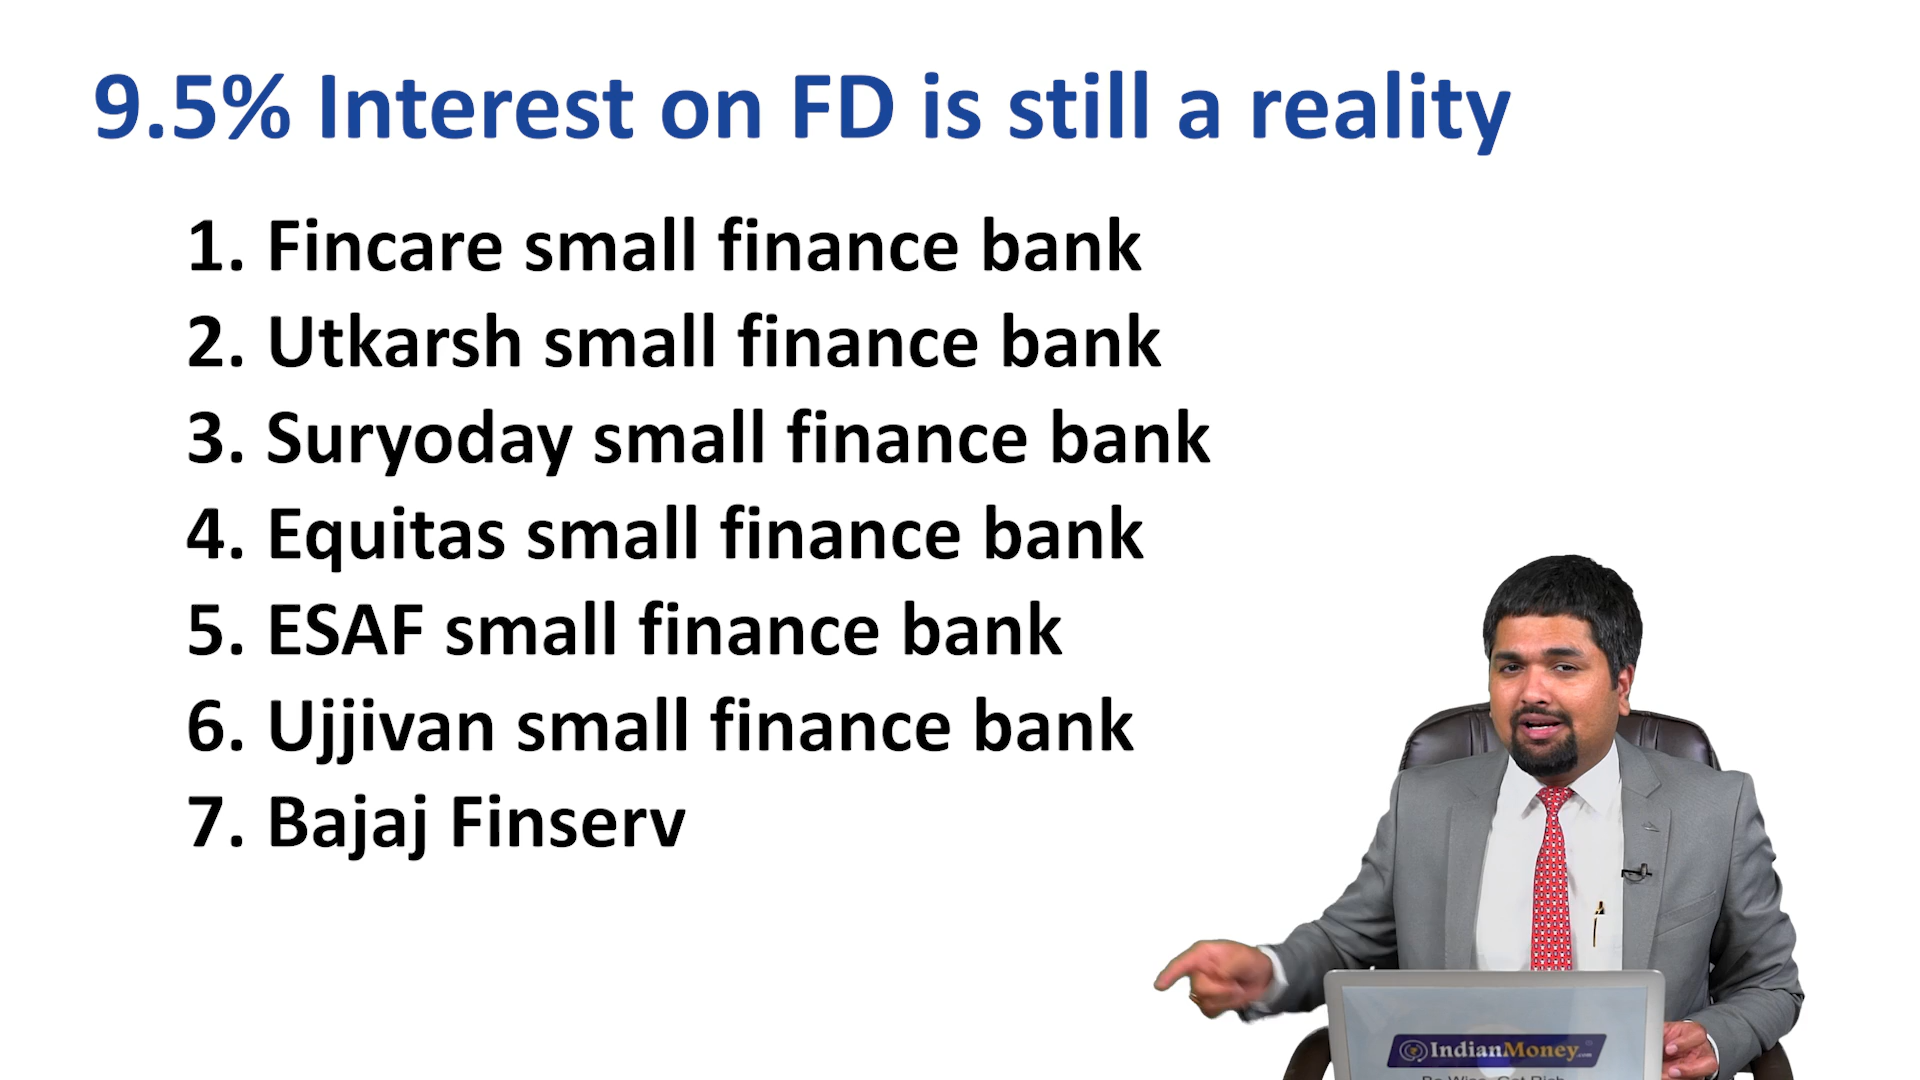 9.5% Interest on FD is still a reality
1. Fincare small finance bank
2. Utkarsh small finance bank
3. Suryoday small finance bank
4. Equitas small finance bank
5. ESAF small finance bank
6. Ujjivan small finance bank
7. Bajaj Finserv
IndianMoney.com